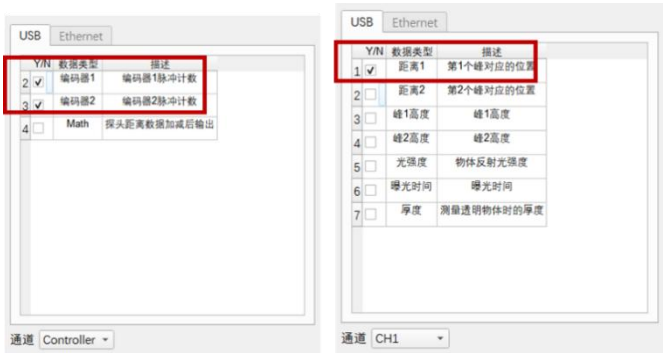 USB Ethernet
Y/N 数据类型 描述
2 编码器1 编码器1脉冲计数
3 编码器2 编码器2脉冲计数
4 Math 探头距离数据加减后输出
通道 Controller
USB Ethernet
Y/N 数据类型 描述
1 距离1 第1个峰对应的位置
2 距离2 第2个峰对应的位置
3 峰1高度 峰1高度
4 峰2高度 峰2高度
5 光强度 物体反射光强度
6 曝光时间 曝光时间
7 厚度 测量透明物体时的厚度
通道 CH1